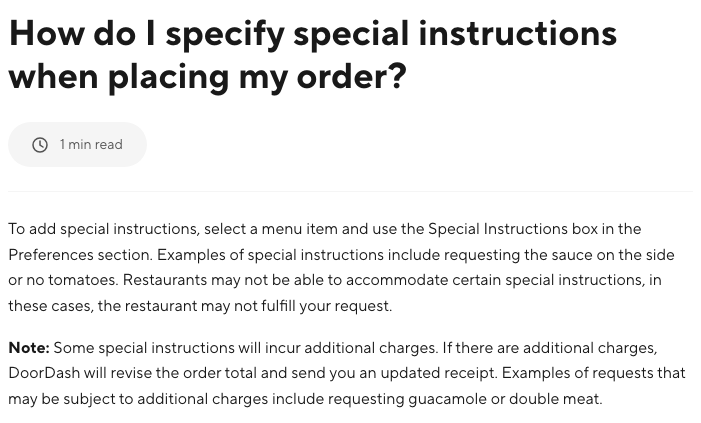 How do I specify special instructions
when placing my order?
1 min read
To add special instructions, select a menu item and use the Special Instructions box in the
Preferences section. Examples of special instructions include requesting the sauce on the side
or no tomatoes. Restaurants may not be able to accommodate certain special instructions, in
these cases, the restaurant may not fulfill your request.
Note: Some special instructions will incur additional charges. If there are additional charges,
DoorDash will revise the order total and send you an updated receipt. Examples of requests that
may be subject to additional charges include requesting guacamole or double meat.